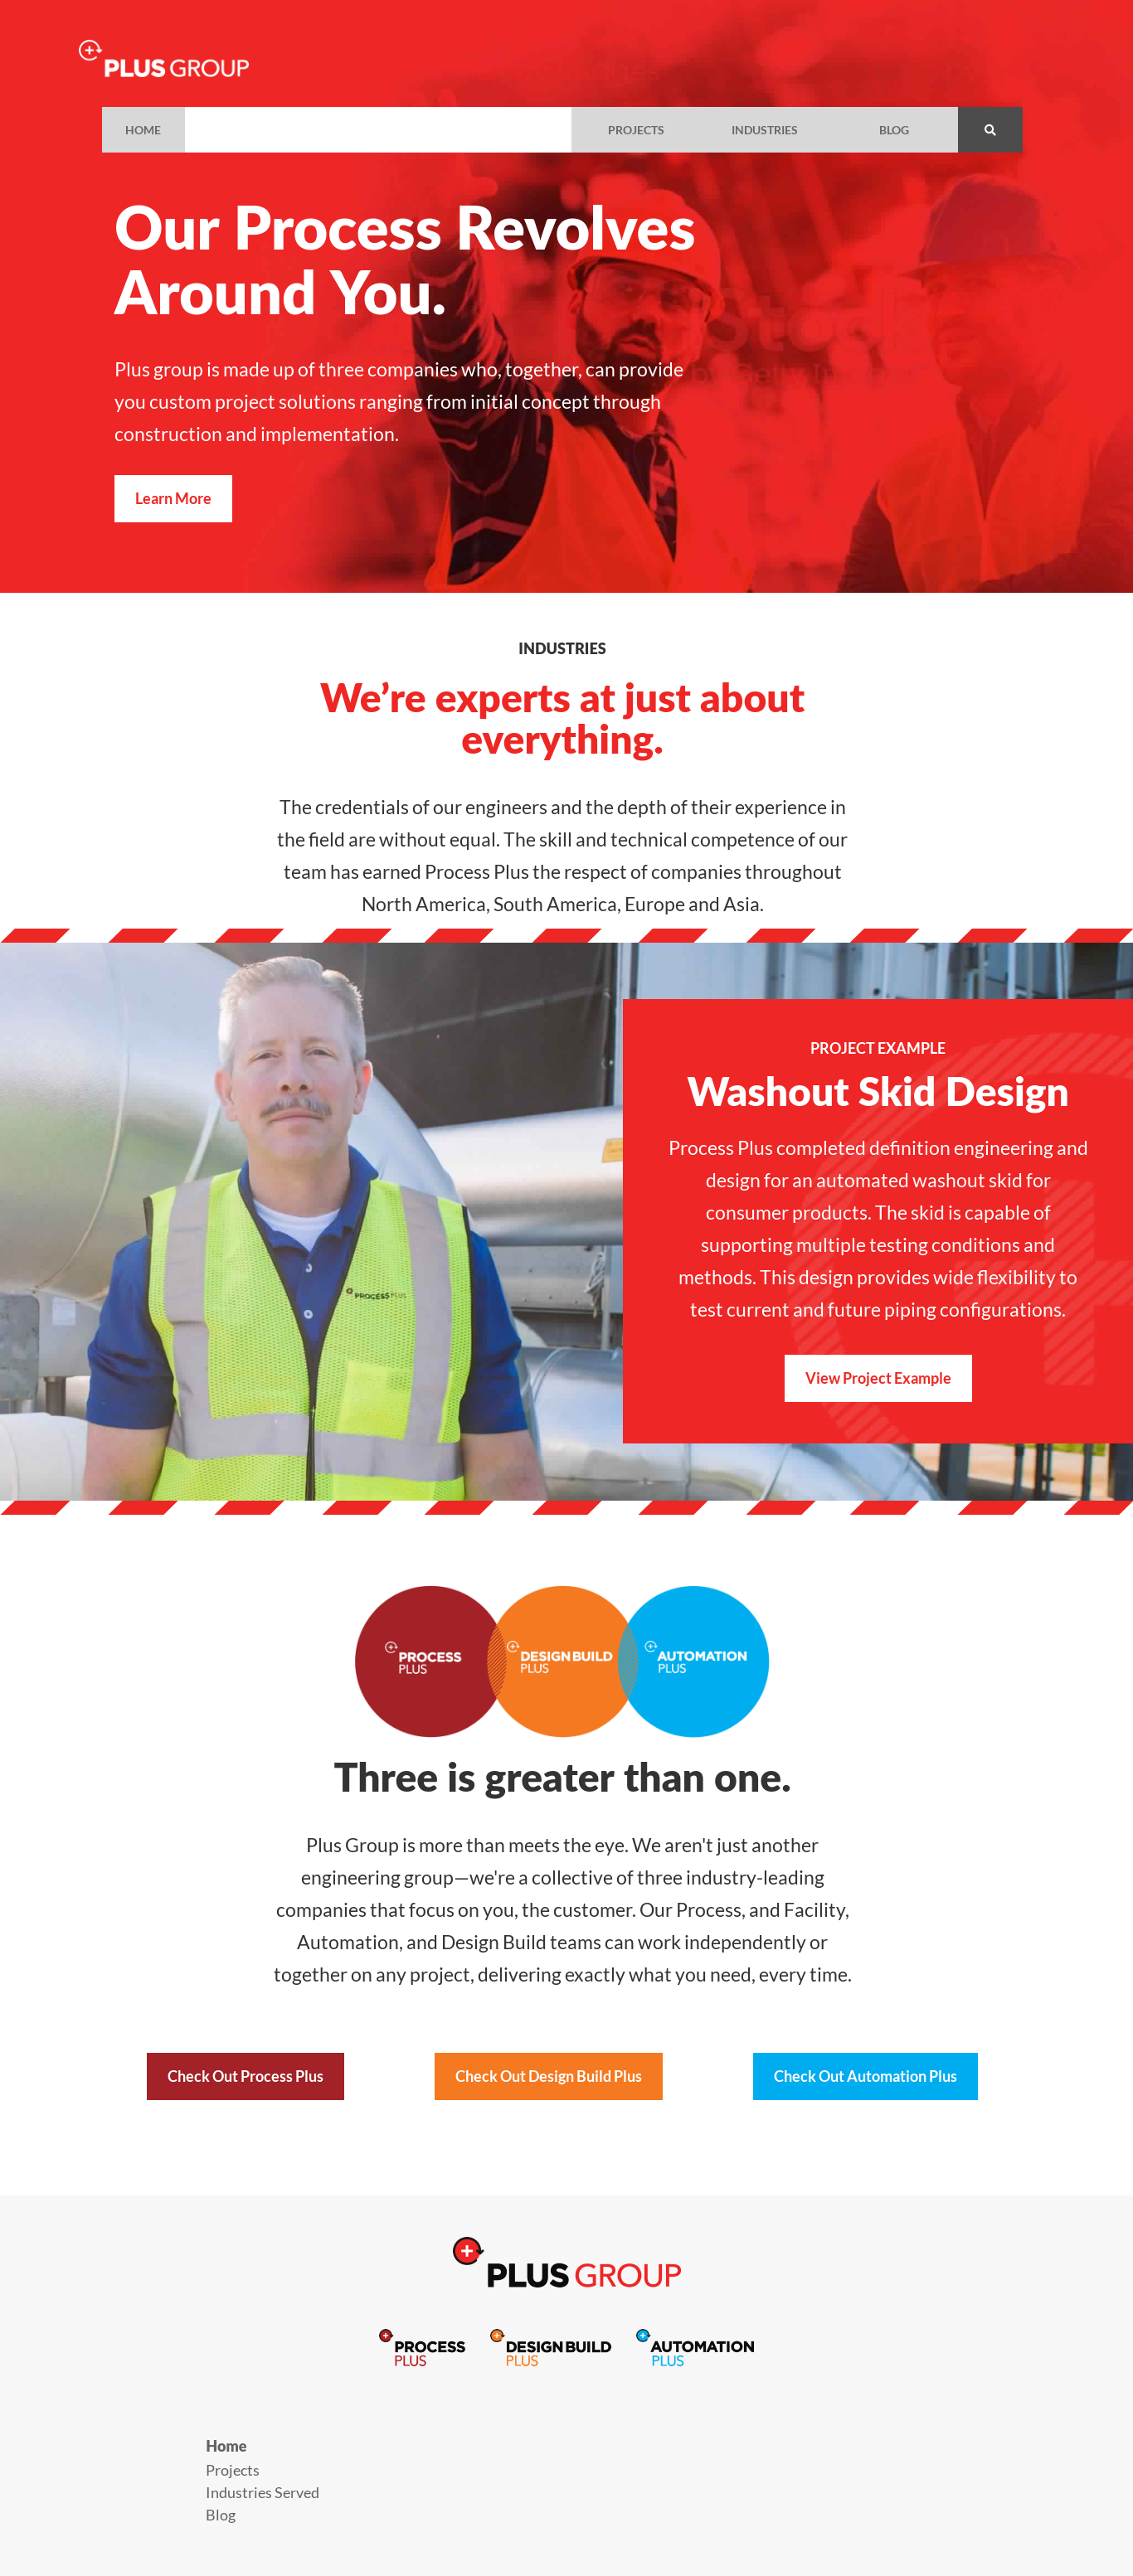 PLUS GROUP
HOME
PROJECTS
INDUSTRIES
BLOG
Our Process Revolves
Around You.
Plus group is made up of three companies who, together, can provide
you custom project solutions ranging from initial concept through
construction and implementation.
Learn More
INDUSTRIES
We’re experts at just about
everything.
The credentials of our engineers and the depth of their experience in
the field are without equal. The skill and technical competence of our
team has earned Process Plus the respect of companies throughout
North America, South America, Europe and Asia.
PROCESS PLUS
PROJECT EXAMPLE
Washout Skid Design
Process Plus completed definition engineering and
design for an automated washout skid for
consumer products. The skid is capable of
supporting multiple testing conditions and
methods. This design provides wide flexibility to
test current and future piping configurations.
View Project Example
PROCESS
PLUS
DESIGN BUILD
PLUS
AUTOMATION
PLUS
Three is greater than one.
Plus Group is more than meets the eye. We aren't just another
engineering group—we're a collective of three industry-leading
companies that focus on you, the customer. Our Process, and Facility,
Automation, and Design Build teams can work independently or
together on any project, delivering exactly what you need, every time.
Check Out Process Plus
Check Out Design Build Plus
Check Out Automation Plus
PLUS GROUP
PROCESS
PLUS
DESIGN BUILD
PLUS
AUTOMATION
PLUS
Home
Projects
Industries Served
Blog